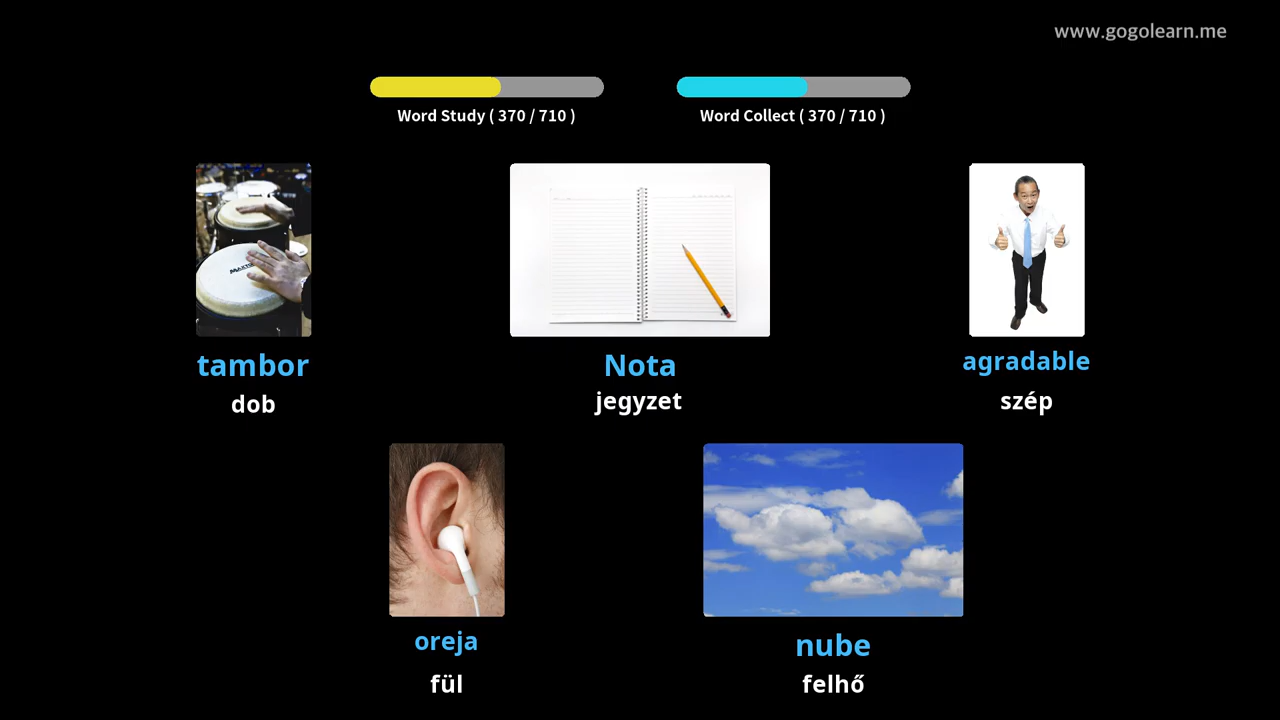 www.gogolearn.me
Word Study ( 370 / 710 )
Word Collect ( 370 / 710 )
tambor
dob
Nota
jegyzet
agradable
szép
oreja
fül
nube
felhő